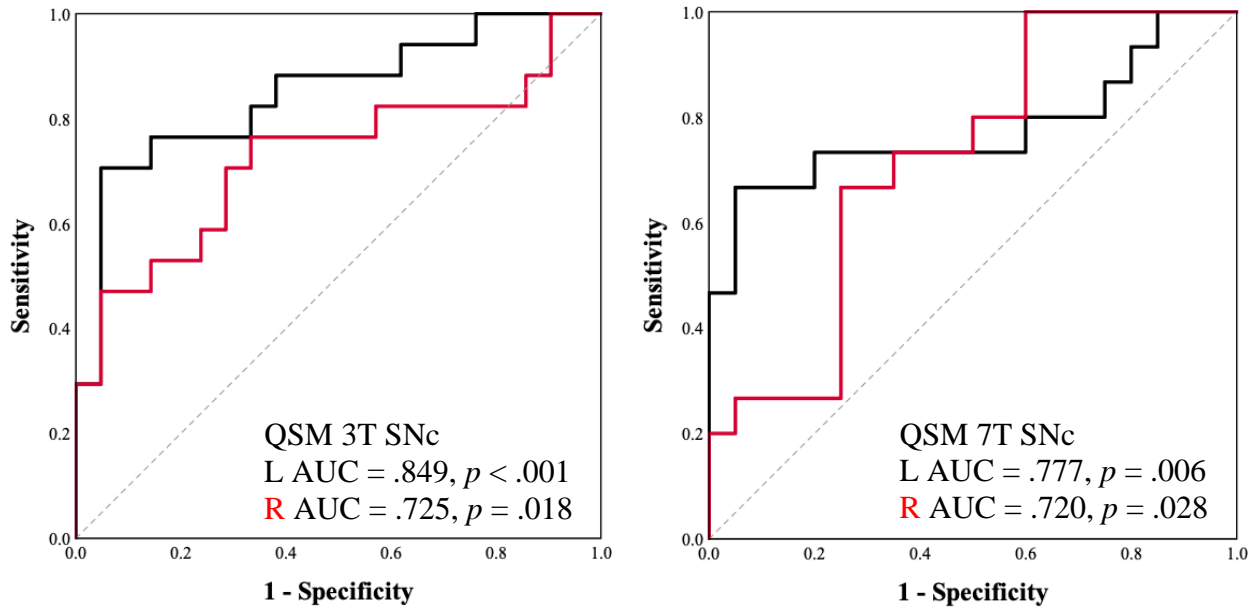 1.0
0.8
0.6
0.4
0.2
0.0
Sensitivity
QSM 3T SNc
L AUC = .849, p < .001
R AUC = .725, p = .018
0.0 0.2 0.4 0.6 0.8 1.0
1 - Specificity
1.0
0.8
0.6
0.4
0.2
0.0
Sensitivity
QSM 7T SNc
L AUC = .777, p = .006
R AUC = .720, p = .028
0.0 0.2 0.4 0.6 0.8 1.0
1 - Specificity